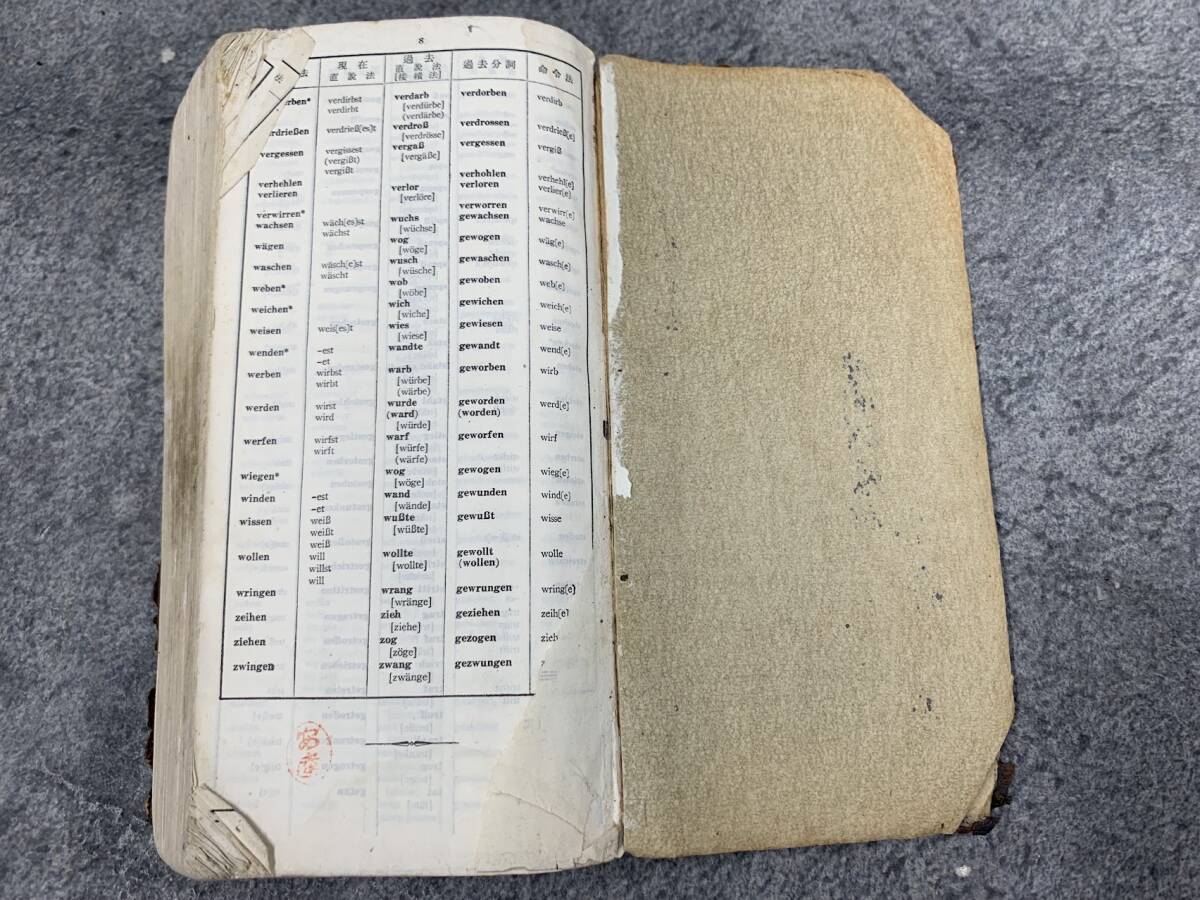 8
法 現在 過去 過去分詞 命令法
直説法 直説法
[接續法]
verdirbst verdarb verdorben verdirb
verdirbt [verdürbe]
(verdärbe)
verdrieß(es)t verdroß verdrossen verdrieß[e]
[verdrösse]
vergessen vergissest vergaß vergessen vergiß
(vergißt) [vergäße]
vergißt
verhehlen verhohlen verhehl[e]
verlieren verlor verloren verlier[e]
[verlöre]
verwirren* verworren verwirr[e]
wachsen wäch(es)st wuchs gewachsen wachse
wächst [wüchse]
wägen wog gewogen wäg[e]
[wöge]
waschen wäsch(e)st wusch gewaschen wasch[e]
wäscht [wüsche]
weben* wob gewoben web[e]
[wöbe]
weichen* wich gewichen weich[e]
[wiche]
weisen weis(es)t wies gewiesen weise
[wiese]
wenden* -est wandte gewandt wend[e]
-et
werben wirbst warb geworben wirb
wirbt [würbe]
(wärbe)
werden wirst wurde geworden werd[e]
wird (ward) (worden)
[würde]
werfen wirfst warf geworfen wirf
wirft [würfe]
(wärfe)
wiegen* wog gewogen wieg[e]
[wöge]
winden -est wand gewunden wind[e]
-et [wände]
wissen weiß wußte gewußt wisse
weißt [wüßte]
weiß
wollen will wollte gewollt wolle
willst [wollte] (wollen)
will
wringen wrang gewrungen wring[e]
[wränge]
zeihen zieh geziehen zeih[e]
[ziehe]
ziehen zog gezogen zieh
[zöge]
zwingen zwang gezwungen
[zwänge]